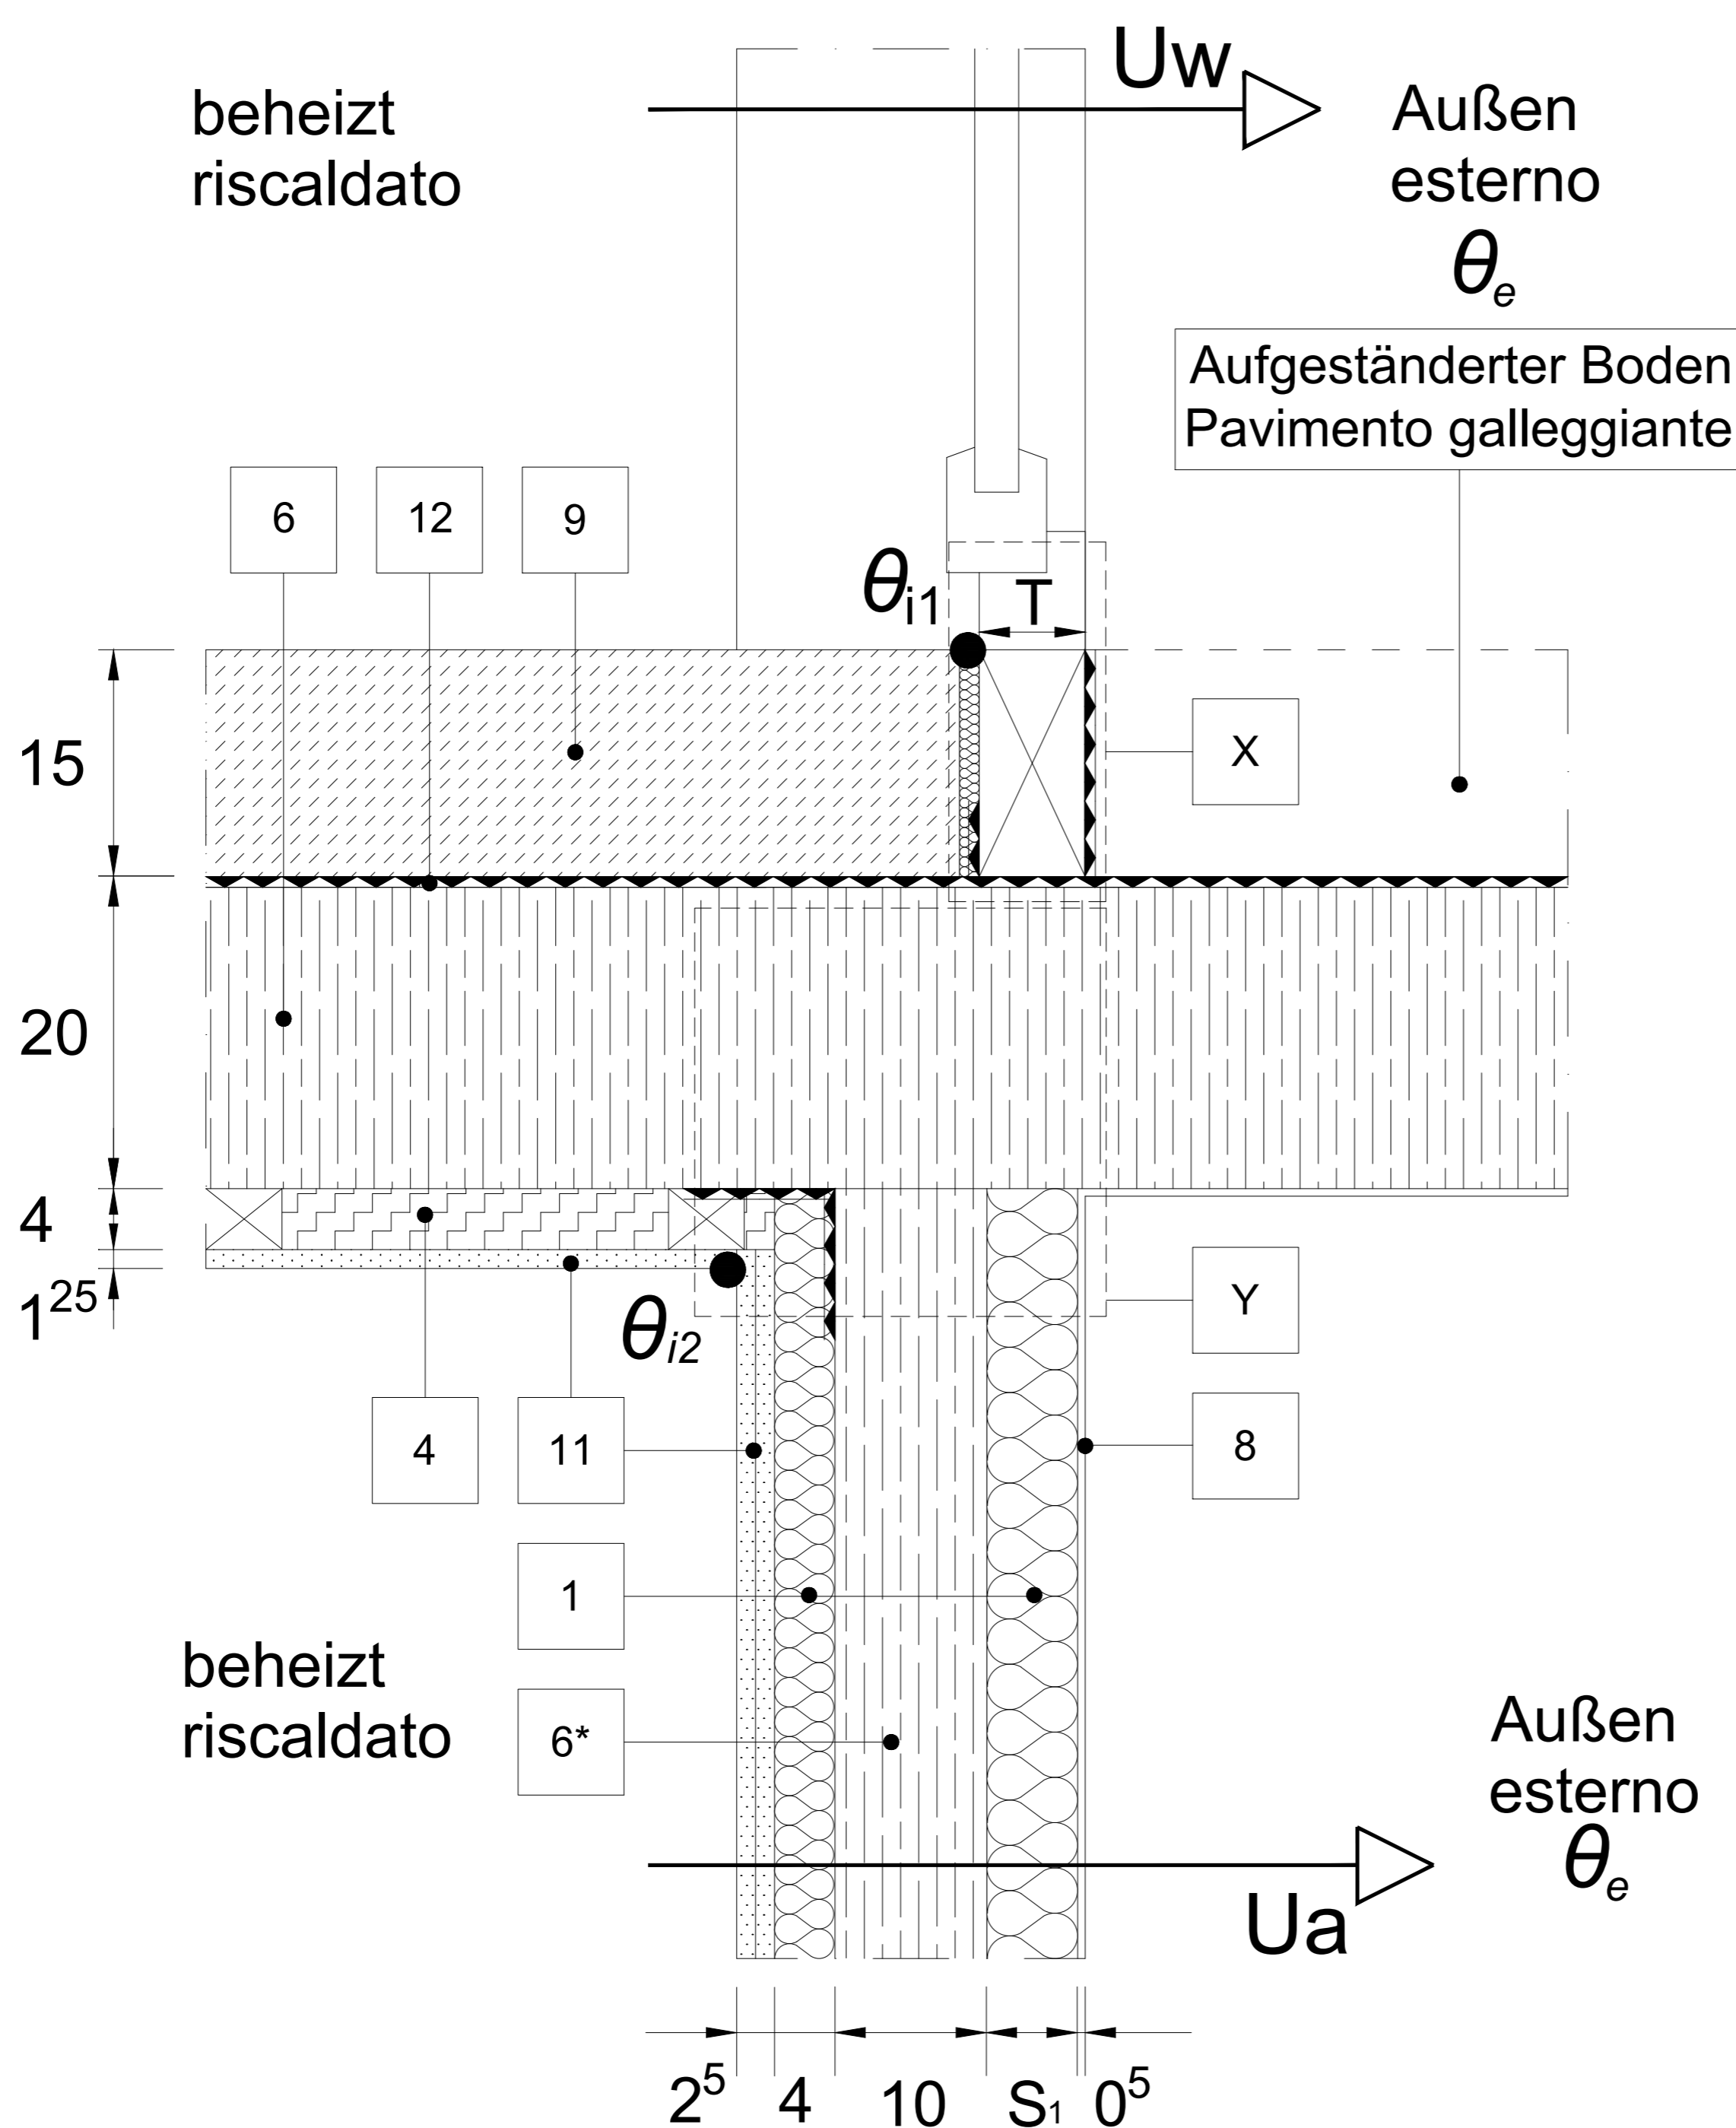 Uw
beheizt
riscaldato
Außen
esterno
θe
Aufgeständerter Boden
Pavimento galleggiante
6
12
9
θi1
T
15
X
20
4
1²⁵
θi2
Y
4
11
8
1
6*
beheizt
riscaldato
Außen
esterno
θe
Ua
2⁵
4
10
S₁
0⁵